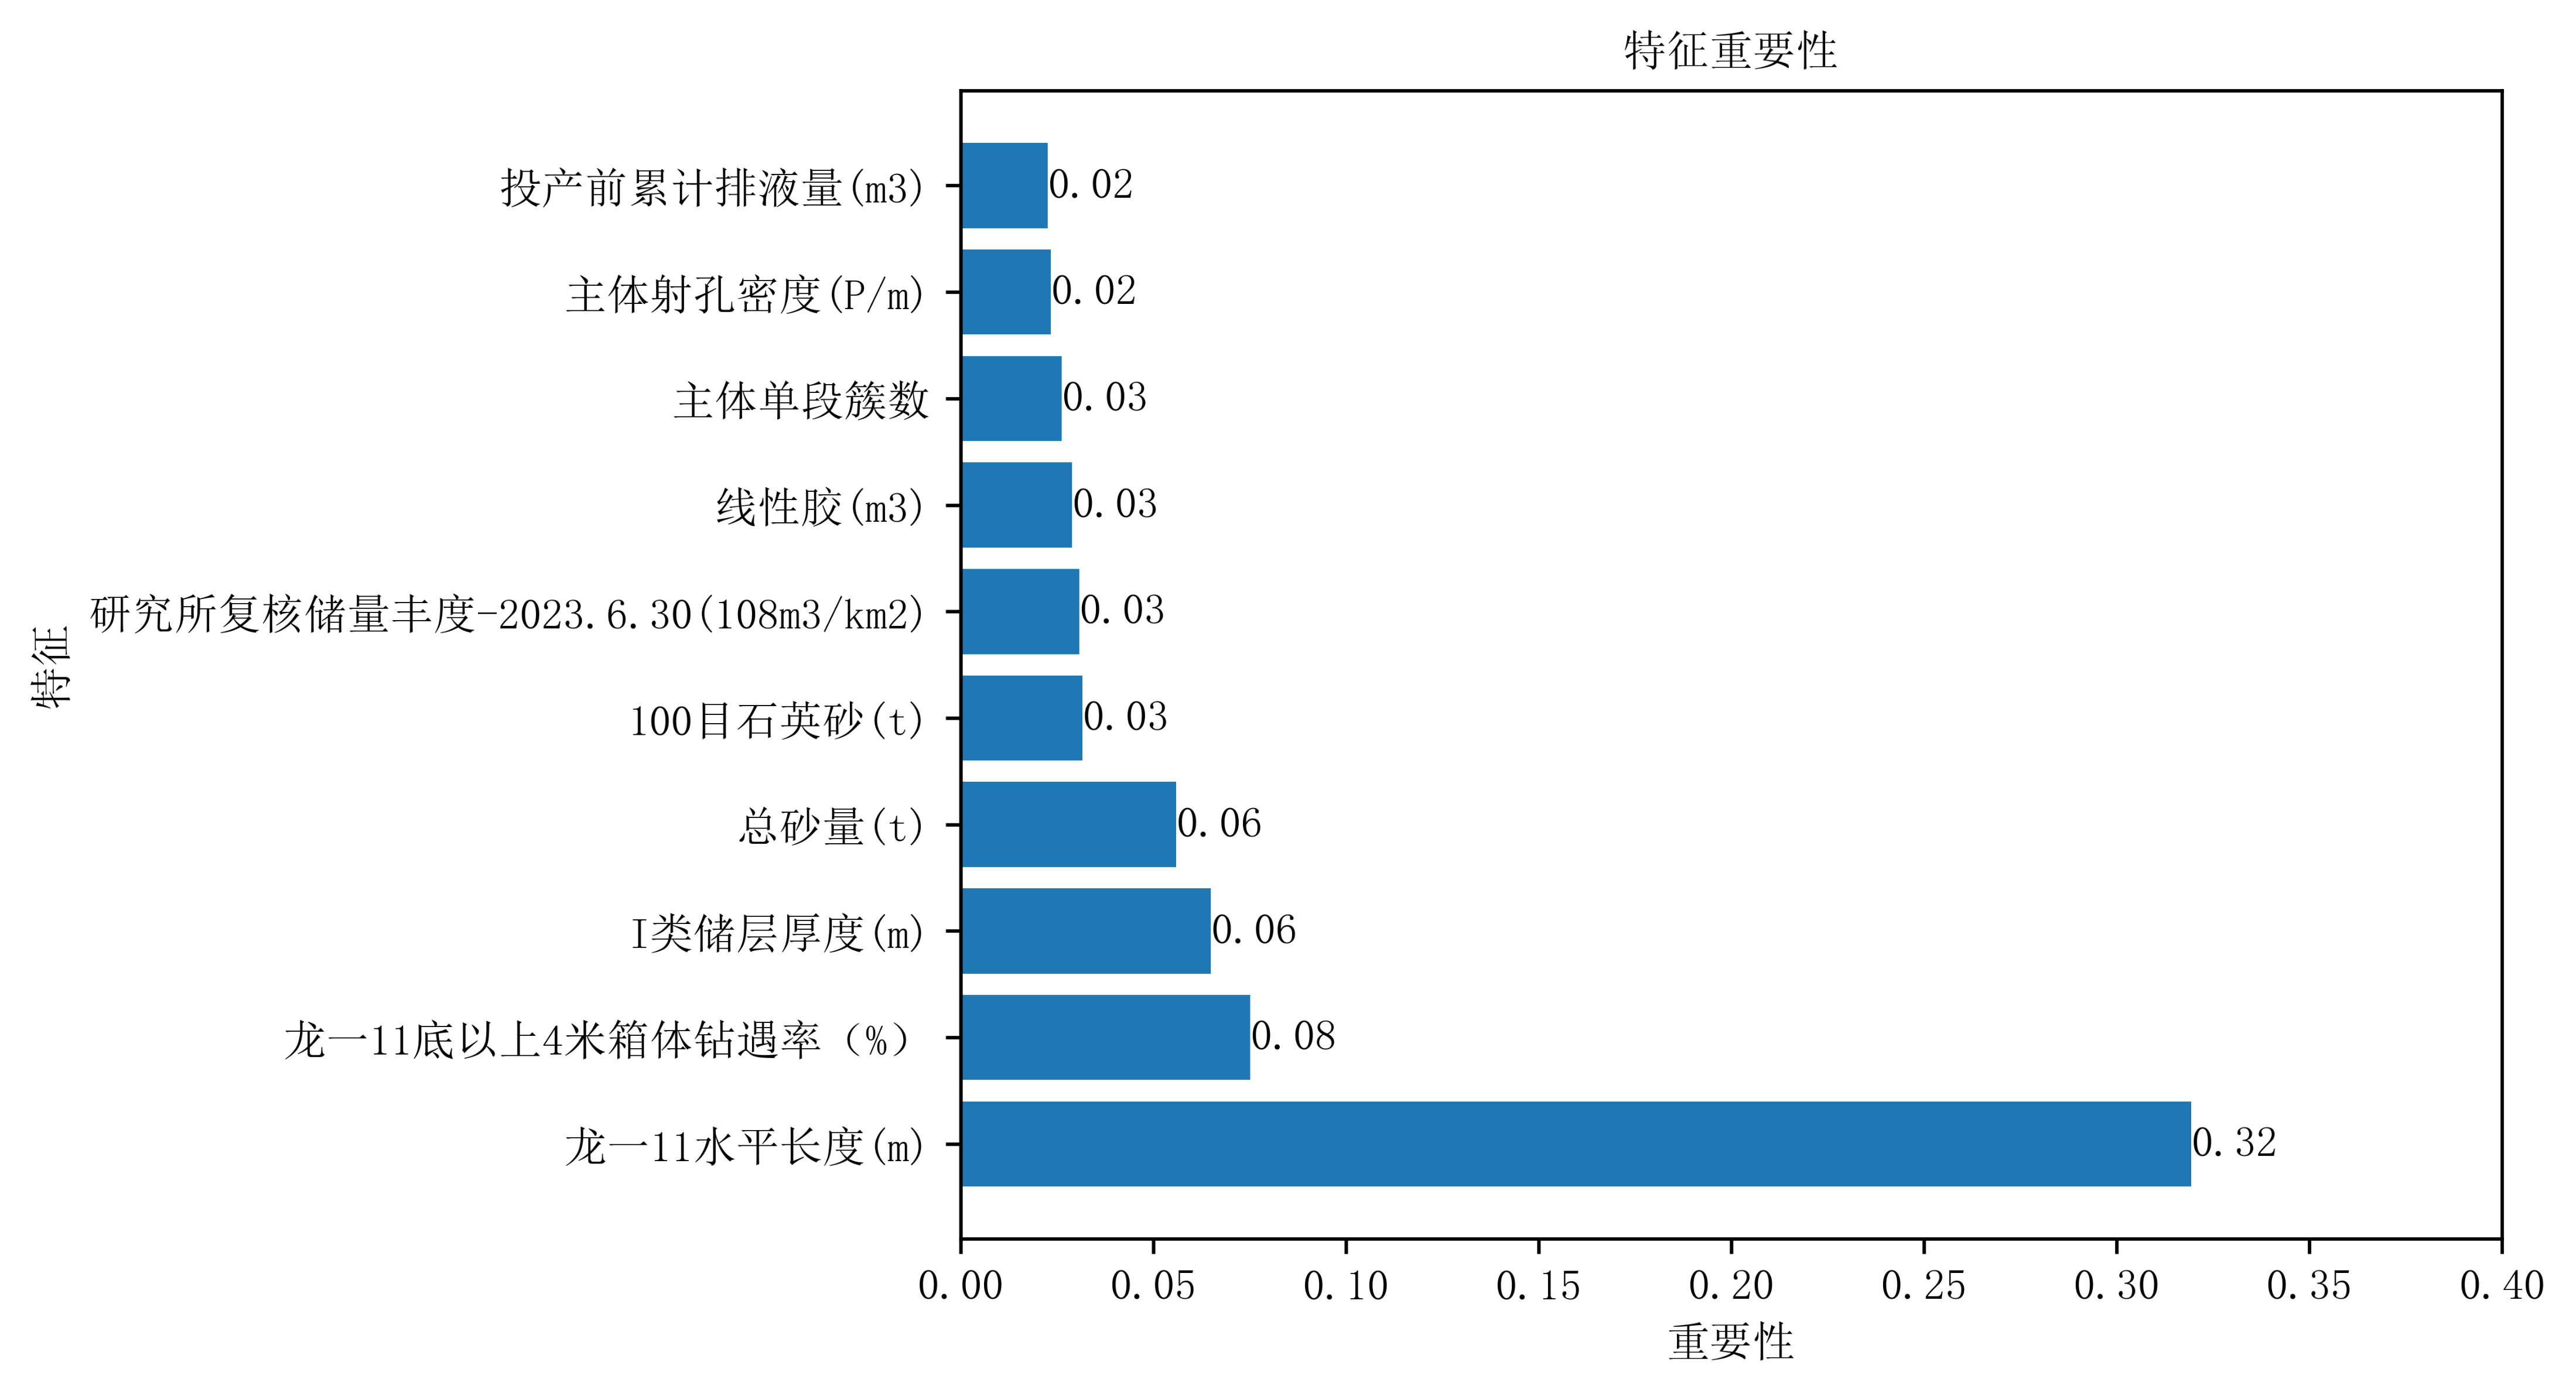 特征重要性
投产前累计排液量(m3)
0.02
主体射孔密度(P/m)
0.02
主体单段簇数
0.03
线性胶(m3)
0.03
研究所复核储量丰度-2023.6.30(108m3/km2)
0.03
100目石英砂(t)
0.03
总砂量(t)
0.06
I类储层厚度(m)
0.06
龙一11底以上4米箱体钻遇率（%）
0.08
龙一11水平长度(m)
0.32
特征
0.00 0.05 0.10 0.15 0.20 0.25 0.30 0.35 0.40
重要性